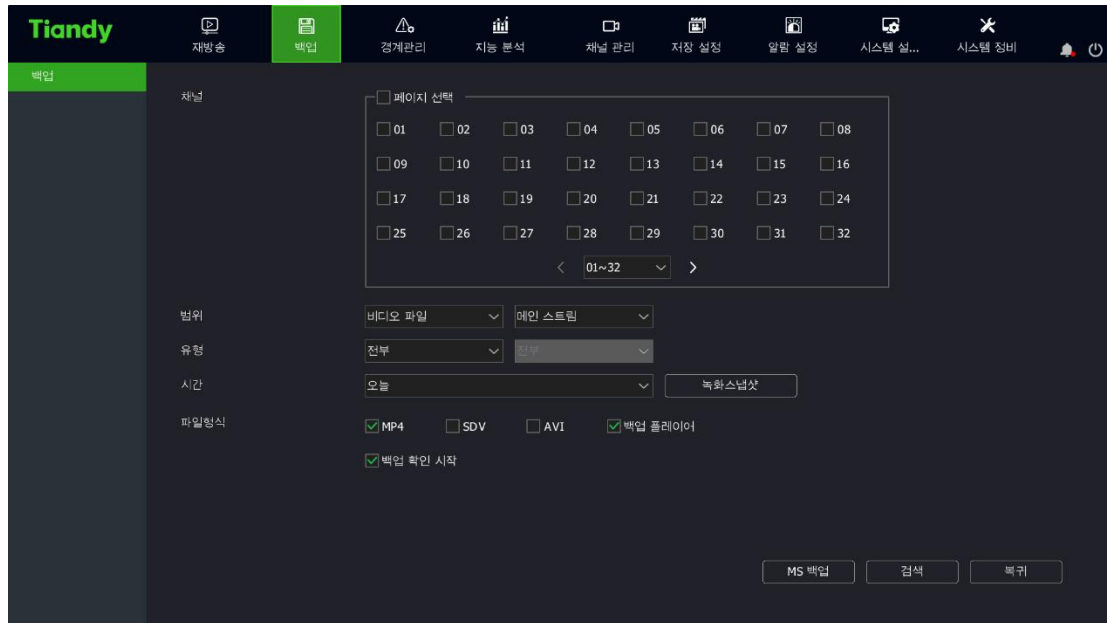 Tiandy
재방송 백업 경계관리 지능 분석 채널 관리 저장 설정 알람 설정 시스템 설... 시스템 정비
백업
채널 페이지 선택
01 02 03 04 05 06 07 08
09 10 11 12 13 14 15 16
17 18 19 20 21 22 23 24
25 26 27 28 29 30 31 32
01~32
범위 비디오 파일 메인 스트림
유형 전부 전부
시간 오늘 녹화스냅샷
파일형식 MP4 SDV AVI 백업 플레이어
백업 확인 시작
MS 백업 검색 복귀